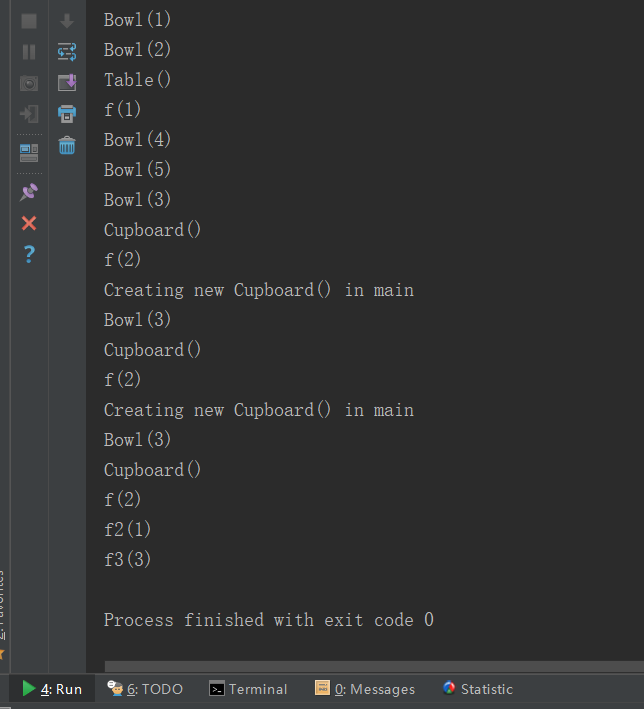 Bowl(1)
Bowl(2)
Table()
f(1)
Bowl(4)
Bowl(5)
Bowl(3)
Cupboard()
f(2)
Creating new Cupboard() in main
Bowl(3)
Cupboard()
f(2)
Creating new Cupboard() in main
Bowl(3)
Cupboard()
f(2)
f2(1)
f3(3)
Process finished with exit code 0
4: Run 6: TODO Terminal 0: Messages Statistic